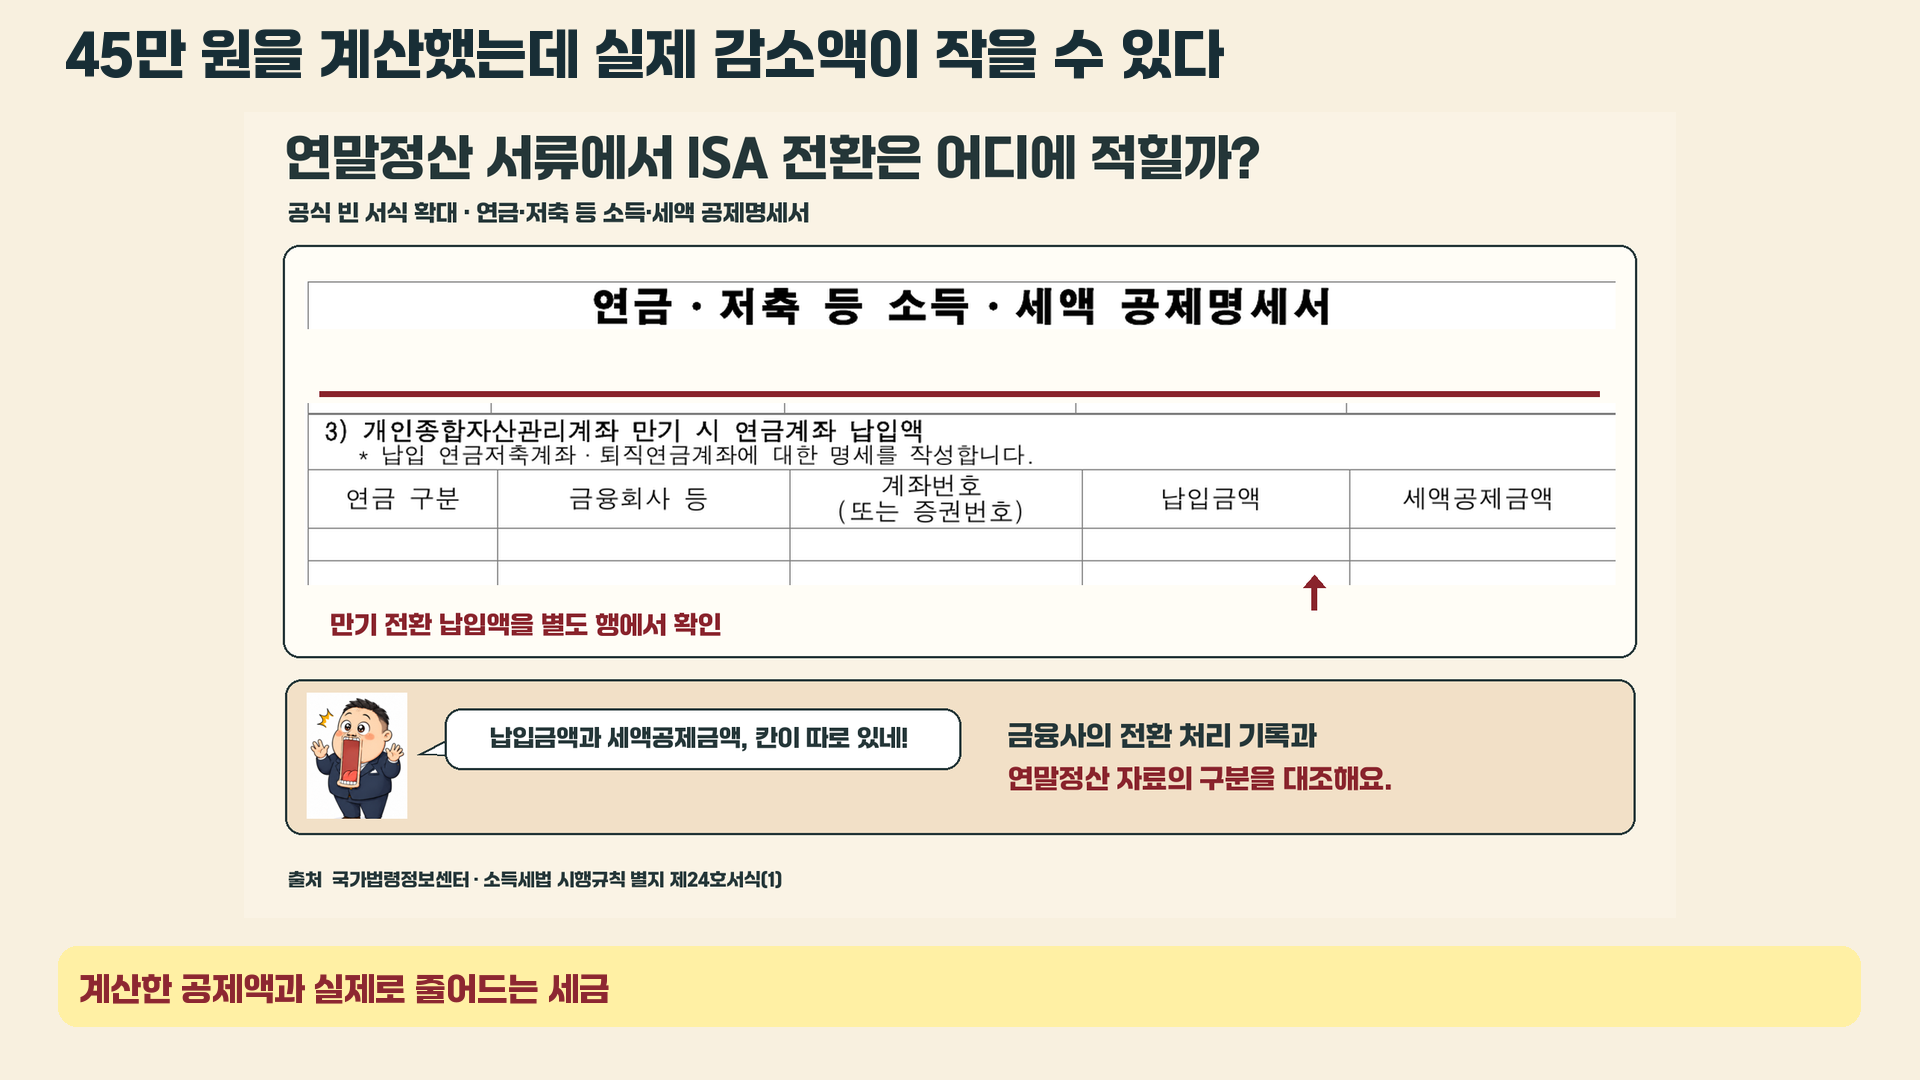 45만 원을 계산했는데 실제 감소액이 작을 수 있다
연말정산 서류에서 ISA 전환은 어디에 적힐까?
공식 빈 서식 확대 · 연금·저축 등 소득·세액 공제명세서
연금 · 저축 등 소득 · 세액 공제명세서
3) 개인종합자산관리계좌 만기 시 연금계좌 납입액
* 납입 연금저축계좌 · 퇴직연금계좌에 대한 명세를 작성합니다.
연금 구분
금융회사 등
계좌번호
(또는 증권번호)
납입금액
세액공제금액
만기 전환 납입액을 별도 행에서 확인
납입금액과 세액공제금액, 칸이 따로 있네!
금융사의 전환 처리 기록과
연말정산 자료의 구분을 대조해요.
출처 국가법령정보센터 · 소득세법 시행규칙 별지 제24호서식(1)
계산한 공제액과 실제로 줄어드는 세금